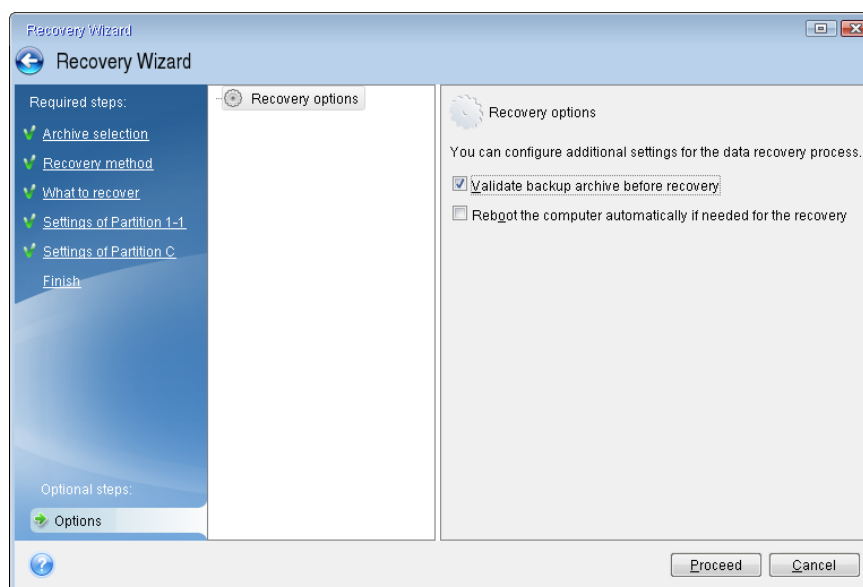 Recovery Wizard
Recovery Wizard
Required steps:
Archive selection
Recovery method
What to recover
Settings of Partition 1-1
Settings of Partition C
Finish
Optional steps:
Options
Recovery options
Recovery options
You can configure additional settings for the data recovery process.
Validate backup archive before recovery
Reboot the computer automatically if needed for the recovery
Proceed
Cancel